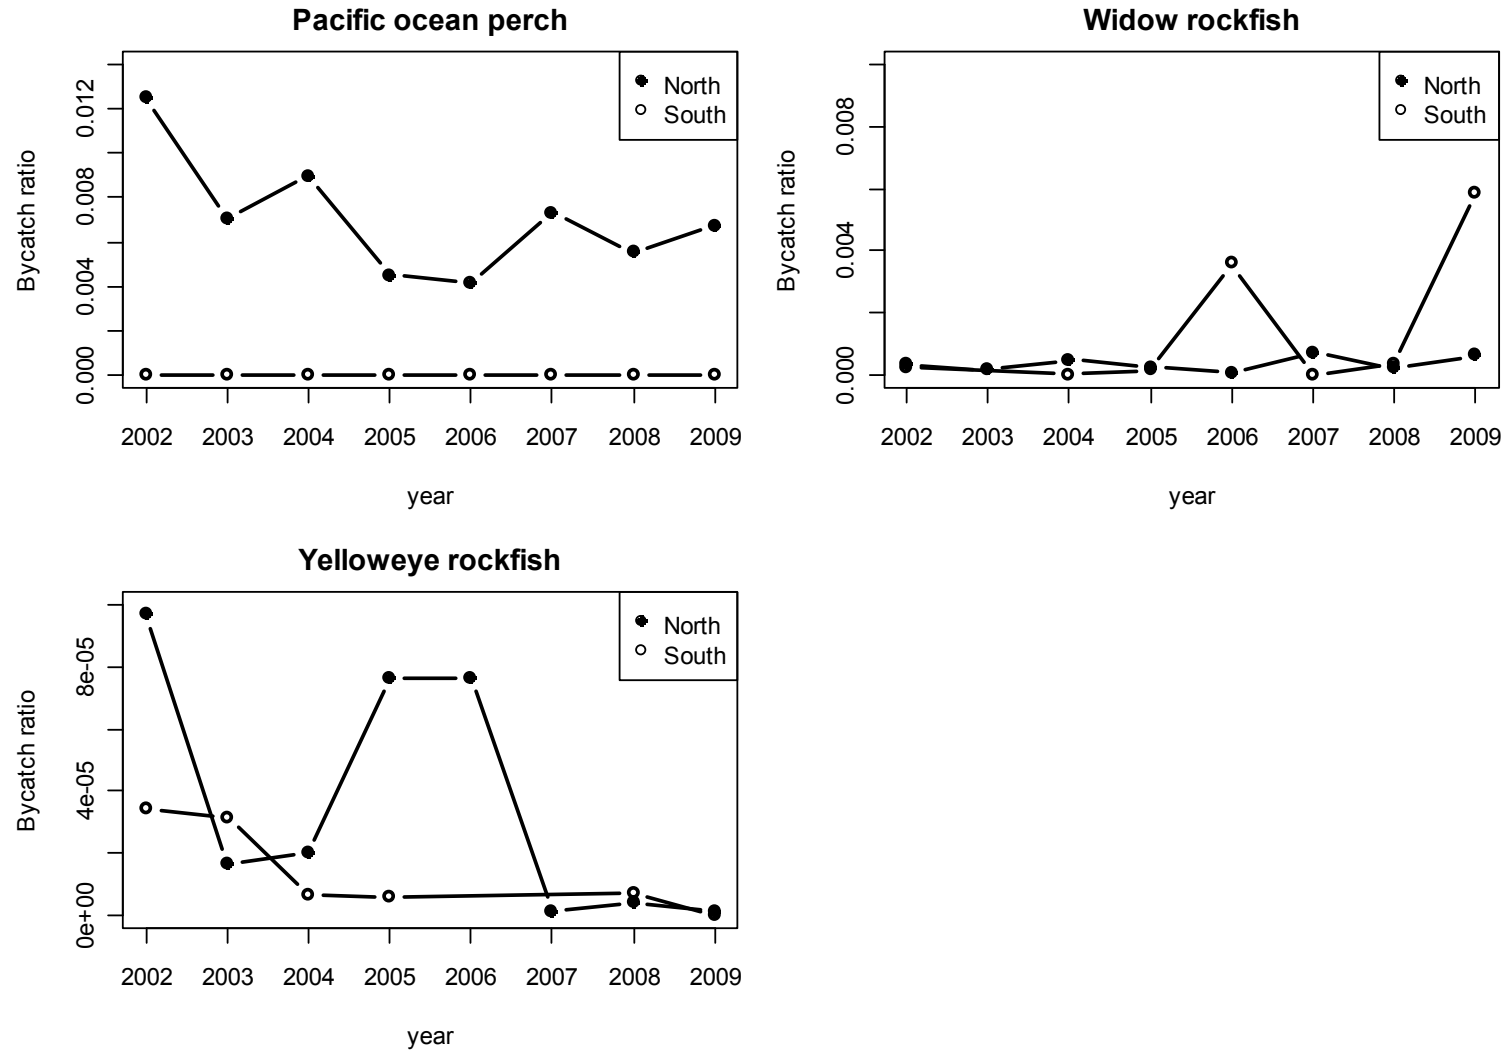 Pacific ocean perch
North
South
Bycatch ratio
0.012
0.008
0.004
0.000
2002 2003 2004 2005 2006 2007 2008 2009
year
Widow rockfish
North
South
Bycatch ratio
0.008
0.004
0.000
2002 2003 2004 2005 2006 2007 2008 2009
year
Yelloweye rockfish
North
South
Bycatch ratio
8e-05
4e-05
0e+00
2002 2003 2004 2005 2006 2007 2008 2009
year